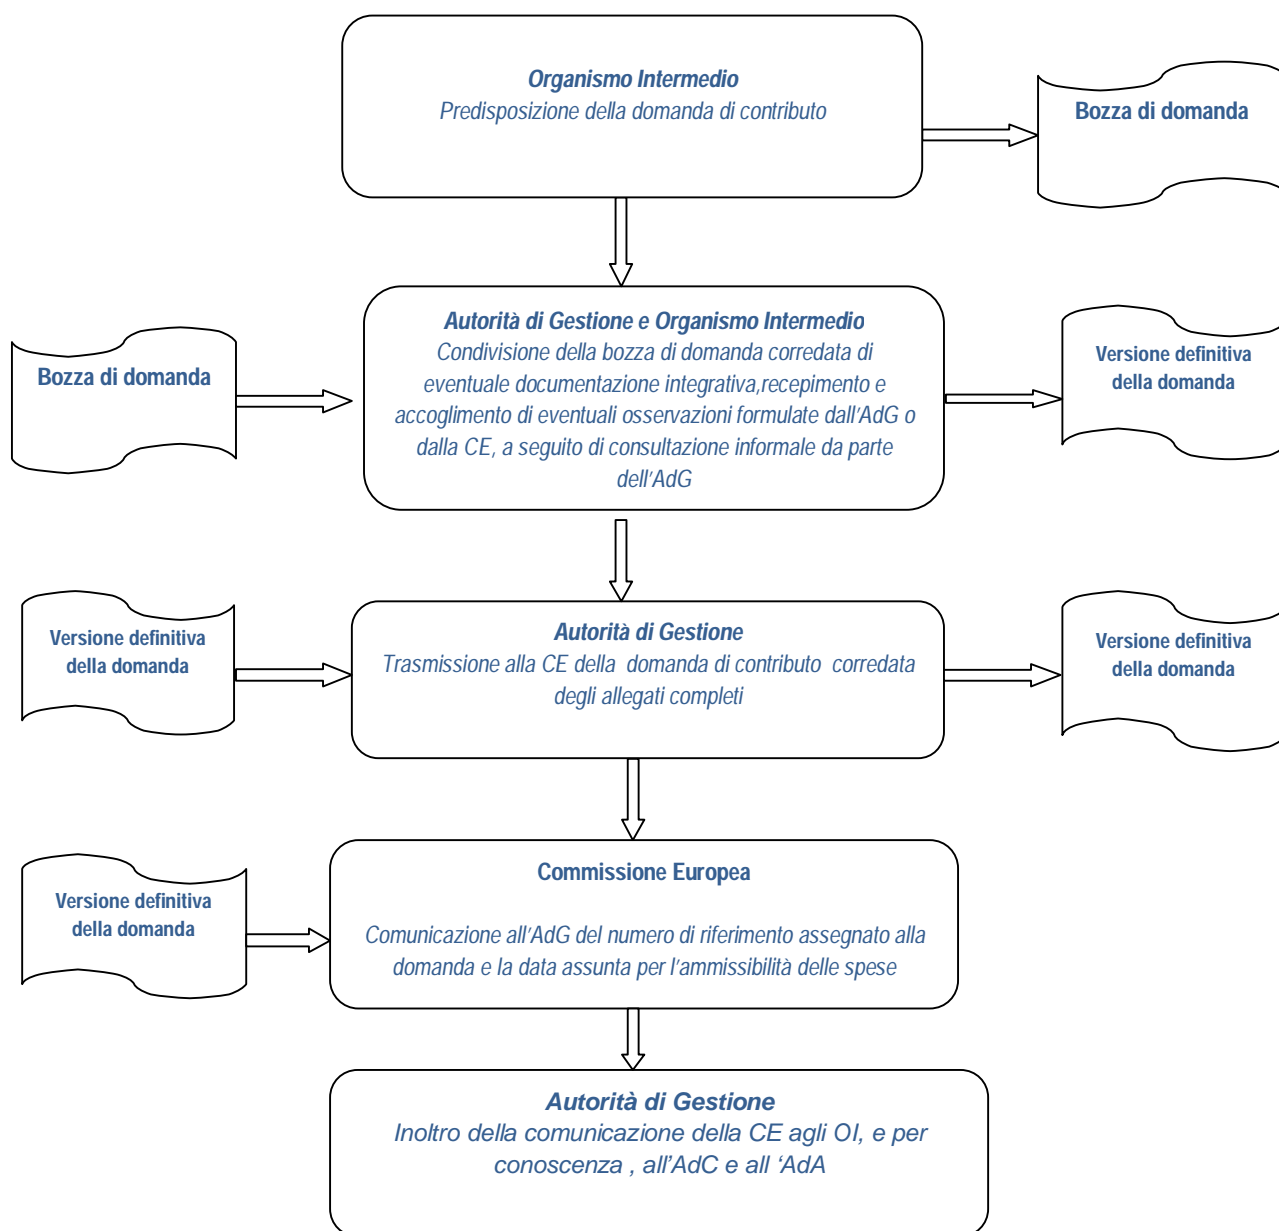 Organismo Intermedio
Predisposizione della domanda di contributo
Bozza di domanda
Autorità di Gestione e Organismo Intermedio
Condivisione della bozza di domanda corredata di
eventuale documentazione integrativa,recepimento e
accoglimento di eventuali osservazioni formulate dall'AdG o
dalla CE, a seguito di consultazione informale da parte
dell'AdG
Bozza di domanda
Versione definitiva
della domanda
Versione definitiva
della domanda
Autorità di Gestione
Trasmissione alla CE della domanda di contributo corredata
degli allegati completi
Versione definitiva
della domanda
Versione definitiva
della domanda
Commissione Europea
Comunicazione all'AdG del numero di riferimento assegnato alla
domanda e la data assunta per l'ammissibilità delle spese
Autorità di Gestione
Inoltro della comunicazione della CE agli OI, e per
conoscenza , all'AdC e all 'AdA